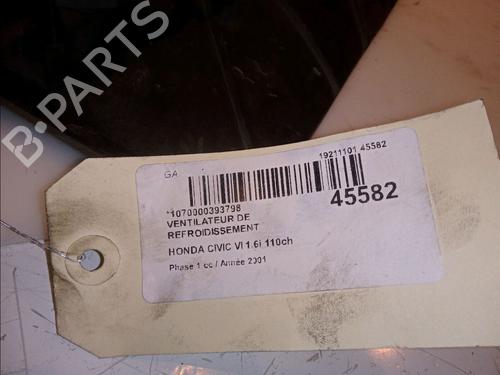 B-PARTS
GA
19211101 45582
*1070000393798
45582
VENTILATEUR DE
REFROIDISSEMENT
HONDA CIVIC VI 1.6i 110ch
Phase 1 cc / Année 2001